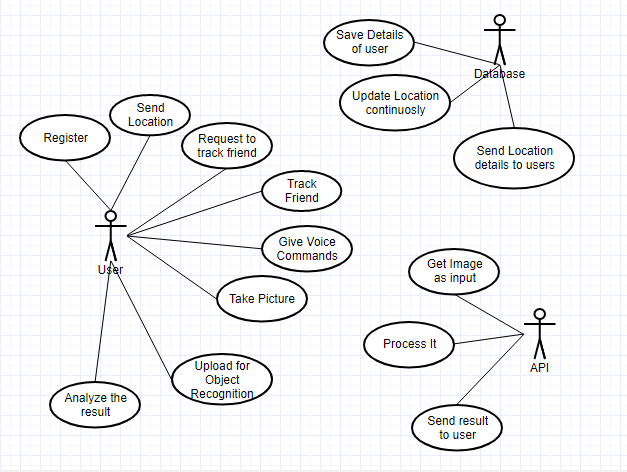 Save Details
of user
Database
Update Location
continuosly
Send Location
details to users
Register
Send
Location
Request to
track friend
Track
Friend
Give Voice
Commands
User
Take Picture
Upload for
Object
Recognition
Analyze the
result
Get Image
as input
Process It
API
Send result
to user